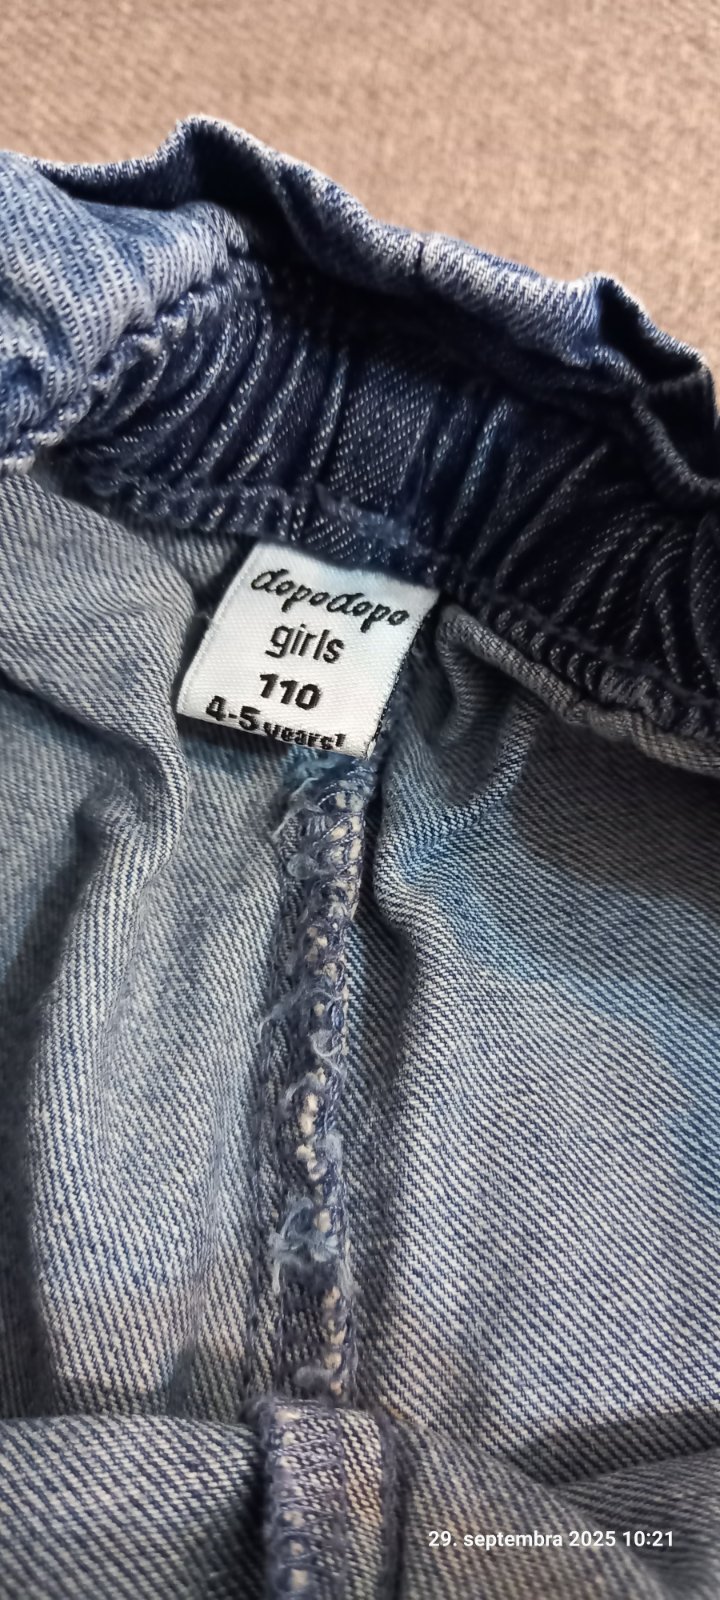 dopodopo
girls
110
4-5 years
29. septembra 2025 10:21